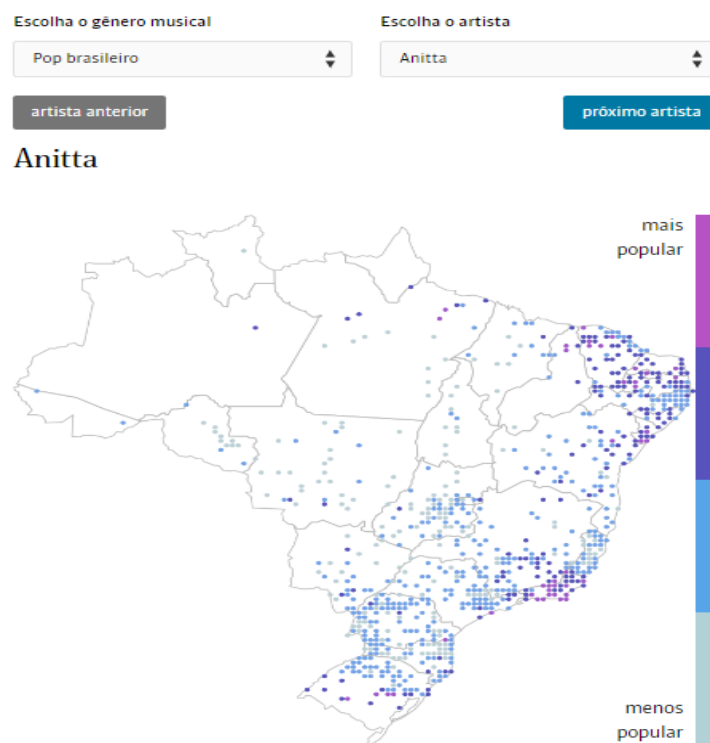 Escolha o gênero musical
Escolha o artista
Pop brasileiro
Anitta
artista anterior
próximo artista
Anitta
mais
popular
menos
popular